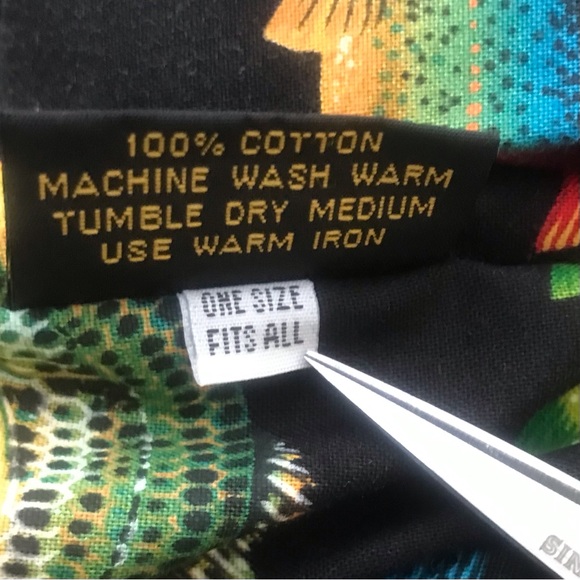 100% COTTON
MACHINE WASH WARM
TUMBLE DRY MEDIUM
USE WARM IRON
ONE SIZE
FITS ALL